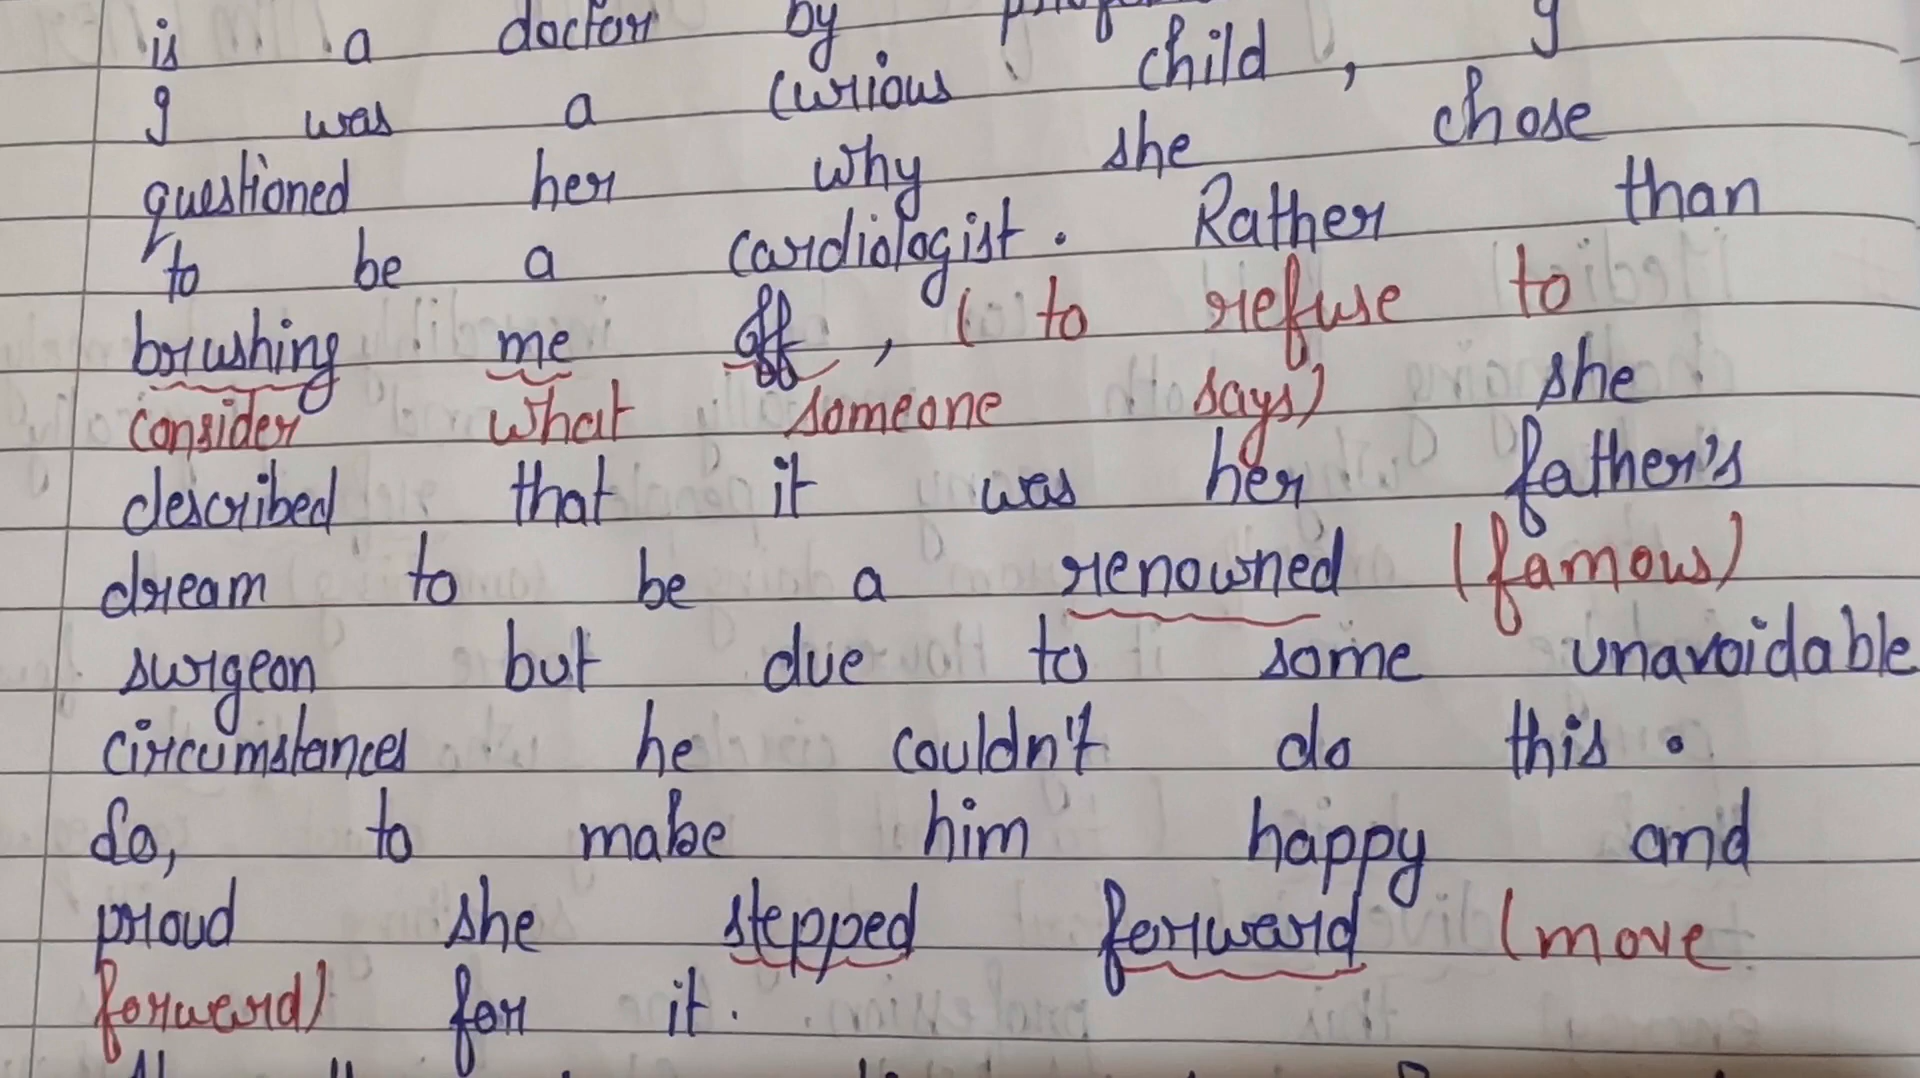 is a doctor by
I was a curious child, I
questioned her why she chose
to be a cardiologist. Rather than
brushing me off, (to refuse to
consider what someone says) she
described that it was her father's
dream to be a renowned (famous)
surgeon but due to some unavoidable
circumstances he couldn't do this.
So, to make him happy and
proud she stepped forward (move
forward) for it.